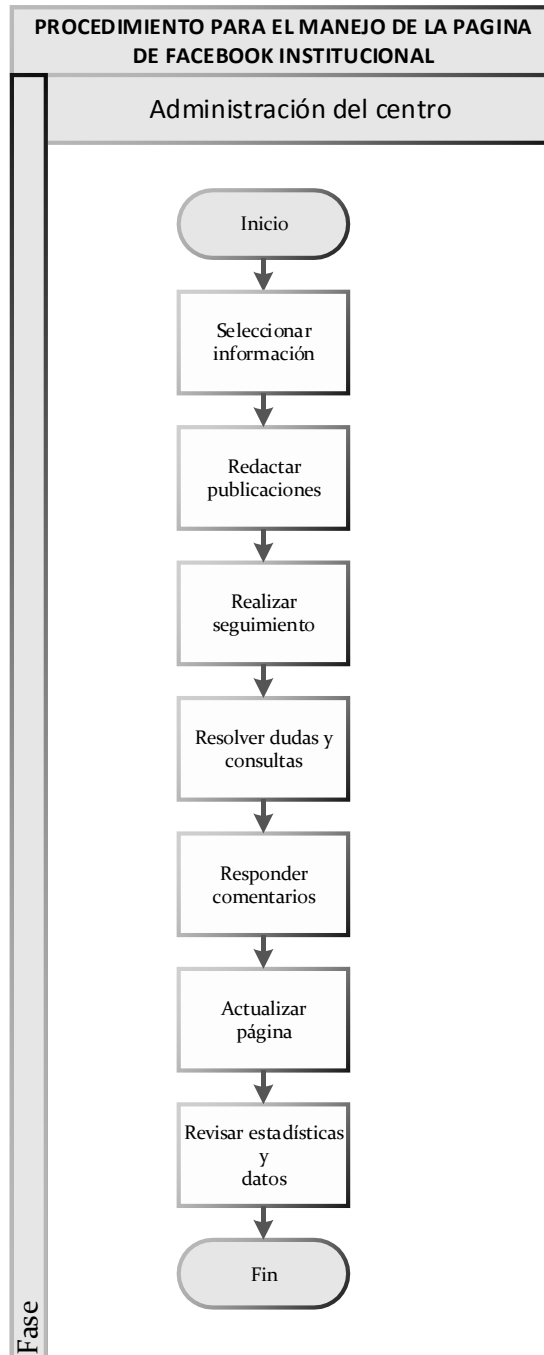 PROCEDIMIENTO PARA EL MANEJO DE LA PAGINA
DE FACEBOOK INSTITUCIONAL
Administración del centro
Inicio
Seleccionar
información
Redactar
publicaciones
Realizar
seguimiento
Resolver dudas y
consultas
Responder
comentarios
Actualizar
página
Revisar estadísticas
y
datos
Fin
Fase